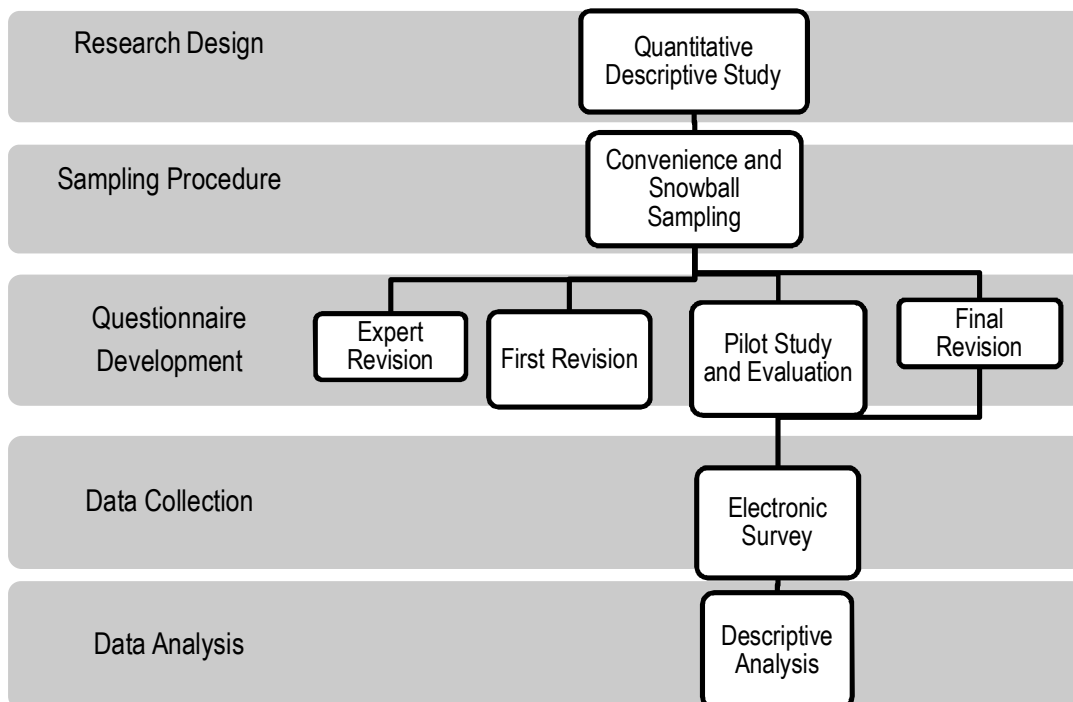 Research Design
Quantitative
Descriptive
Study
Sampling Procedure
Convenience and
Snowball
Sampling
Questionnaire
Development
Expert
Revision
First Revision
Pilot Study
and Evaluation
Final
Revision
Data Collection
Electronic
Survey
Data Analysis
Descriptive
Analysis